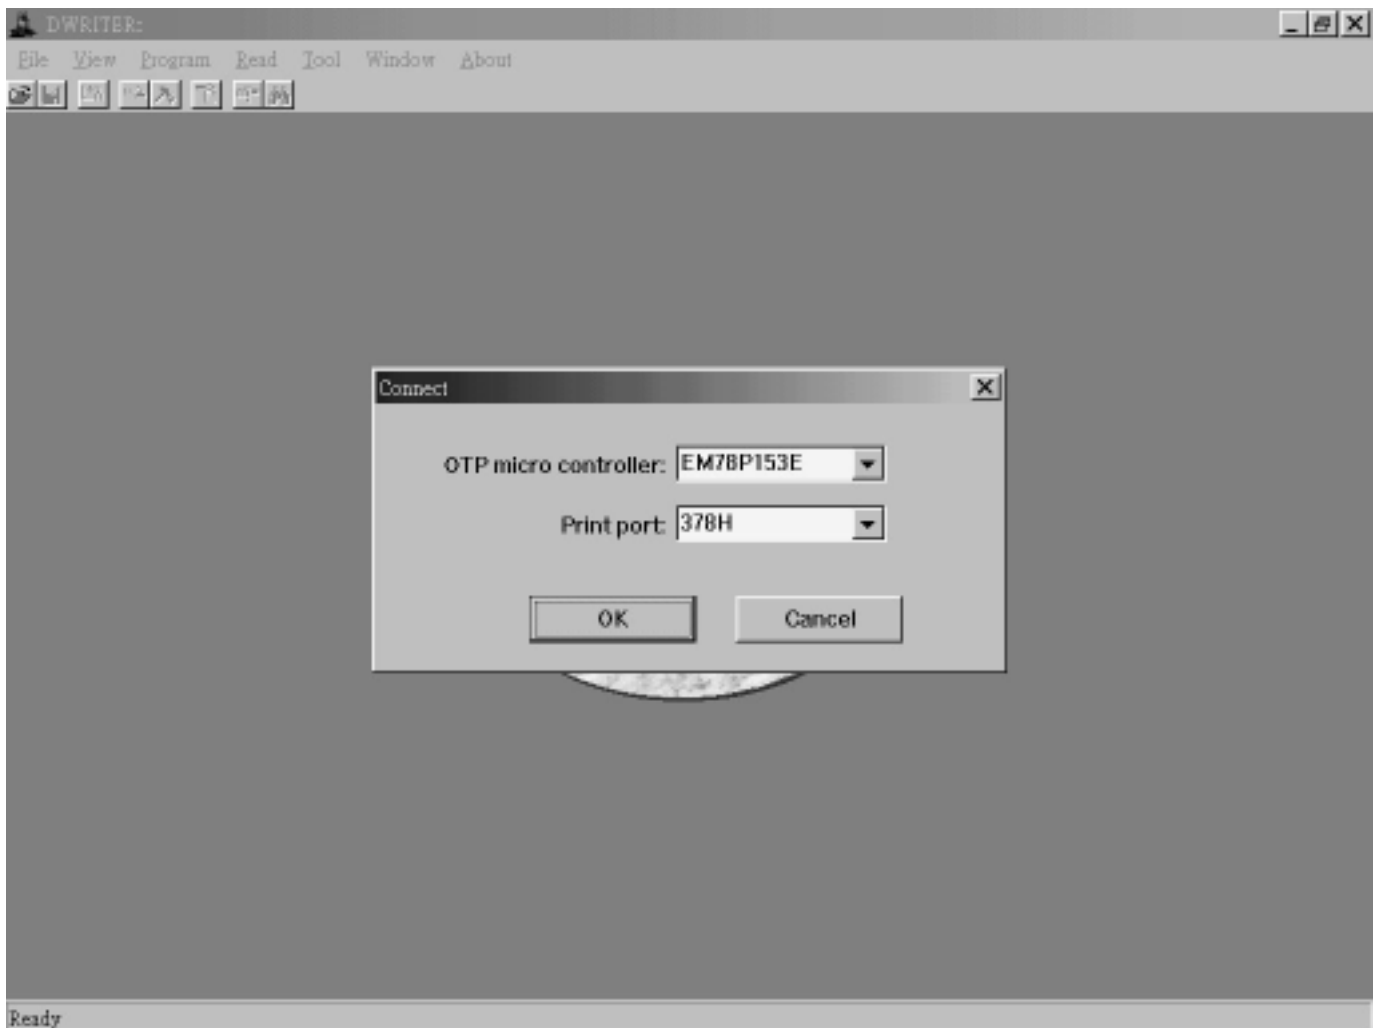 DWRITER:
File View Program Read Tool Window About
Connect
OTP micro controller: EM78P153E
Print port: 378H
OK Cancel
Ready